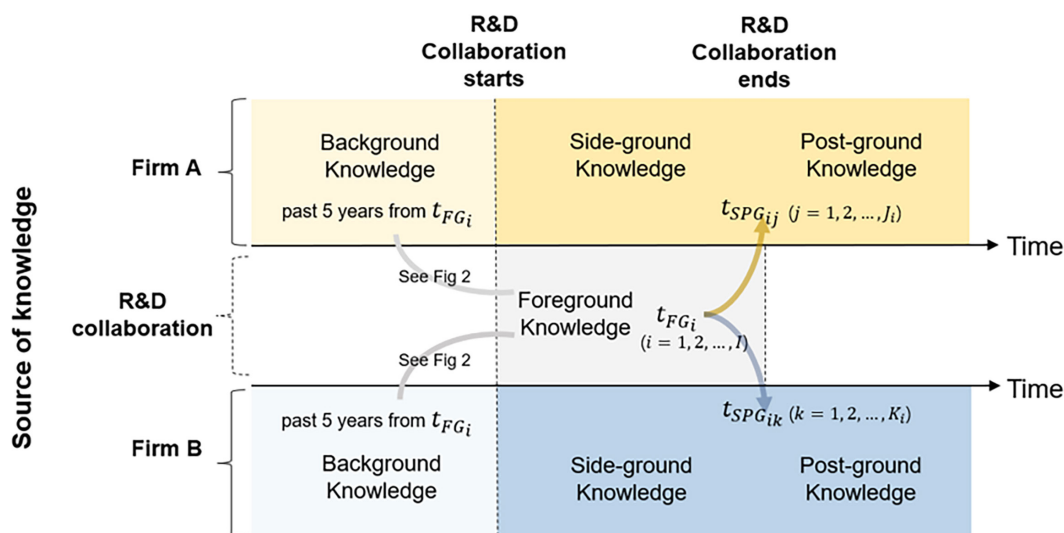 R&D
Collaboration
starts
R&D
Collaboration
ends
Source of knowledge
Firm A
Background
Knowledge
past 5 years from t_{FG_i}
Side-ground
Knowledge
Post-ground
Knowledge
t_{SPG_{ij}} (j = 1, 2, ..., J_i)
Time
R&D
collaboration
See Fig 2
Foreground
Knowledge
t_{FG_i}
(i = 1, 2, ..., I)
See Fig 2
Time
Firm B
past 5 years from t_{FG_i}
Background
Knowledge
t_{SPG_{ik}} (k = 1, 2, ..., K_i)
Side-ground
Knowledge
Post-ground
Knowledge